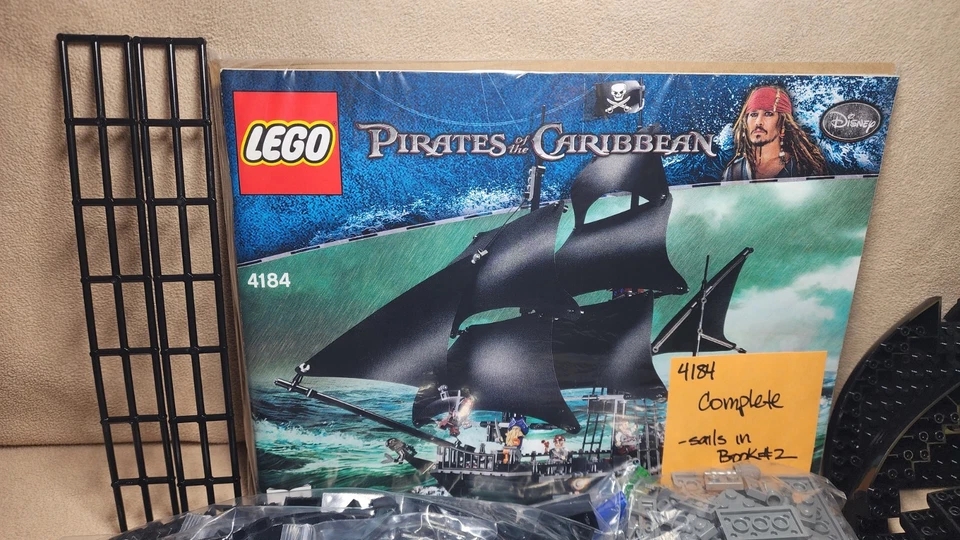 LEGO
PIRATES of the CARIBBEAN
Disney
4184
4184
Complete
-sails in
Book#2